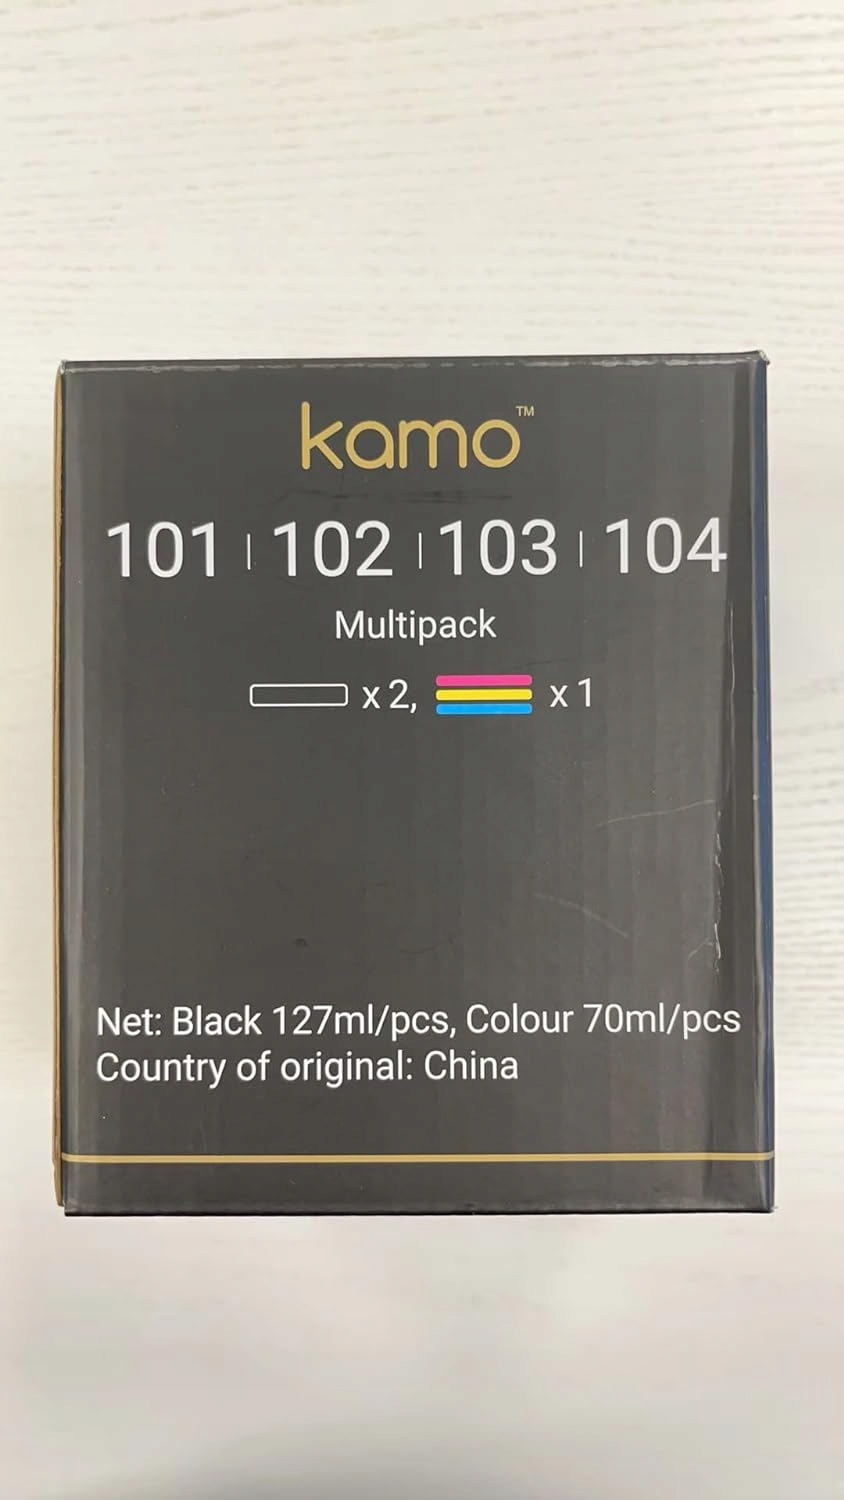 kamo™
101 | 102 | 103 | 104
Multipack
x 2, x 1
Net: Black 127ml/pcs, Colour 70ml/pcs
Country of original: China